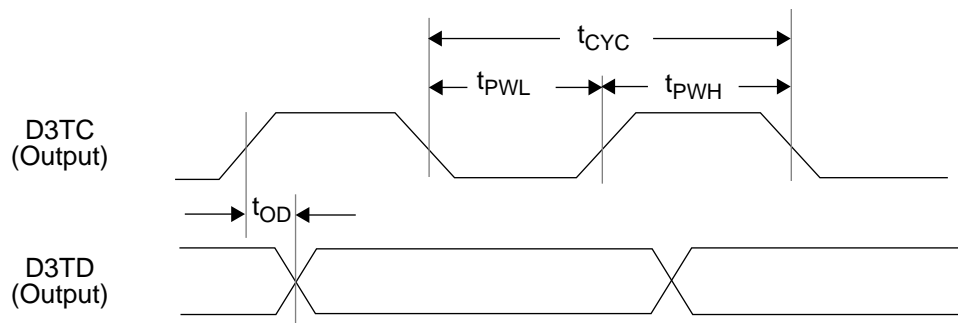 tCYC
tPWL
tPWH
D3TC
(Output)
tOD
D3TD
(Output)